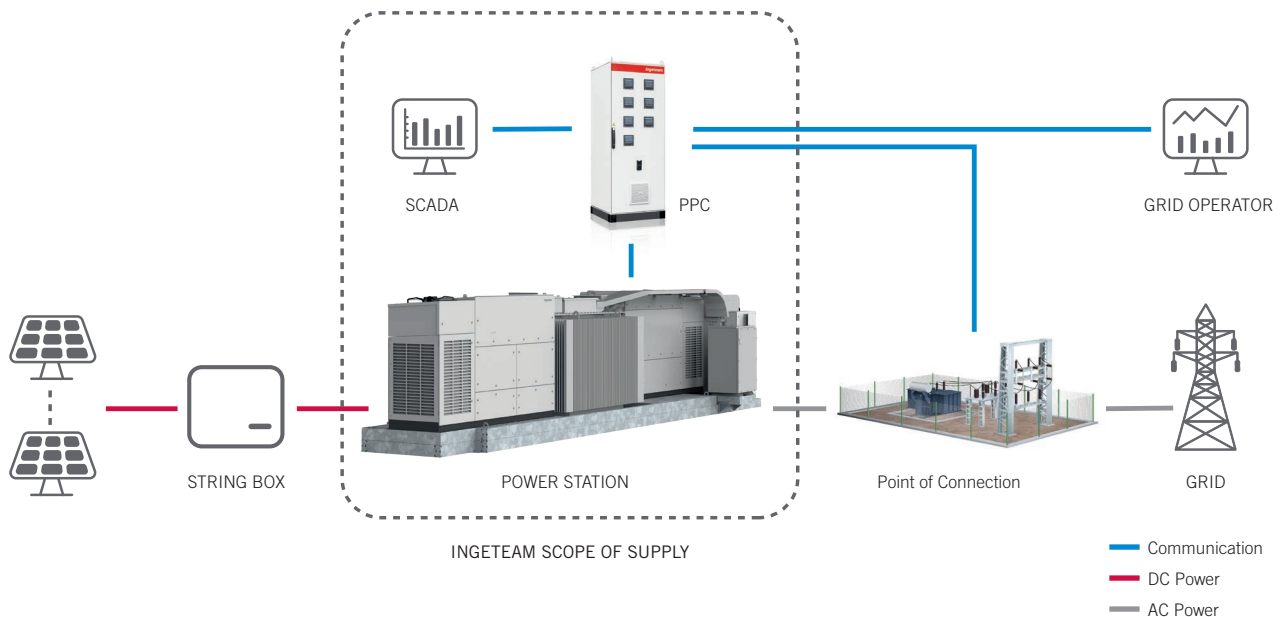 Ingeteam
SCADA
PPC
GRID OPERATOR
STRING BOX
POWER STATION
Point of Connection
GRID
INGETEAM SCOPE OF SUPPLY
Communication
DC Power
AC Power